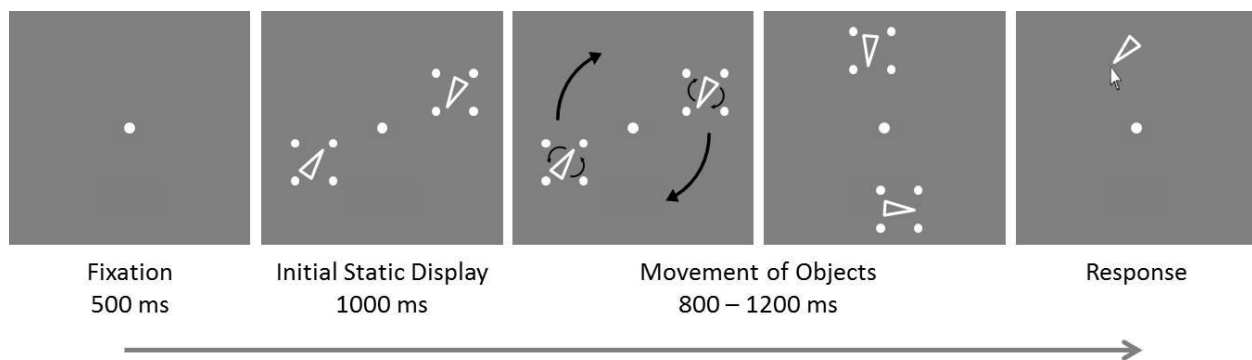 Fixation
500 ms
Initial Static Display
1000 ms
Movement of Objects
800 – 1200 ms
Response